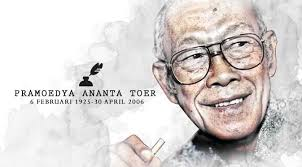 PRAMOEDYA ANANTA TOER
6 FEBRUARI 1925-30 APRIL 2006